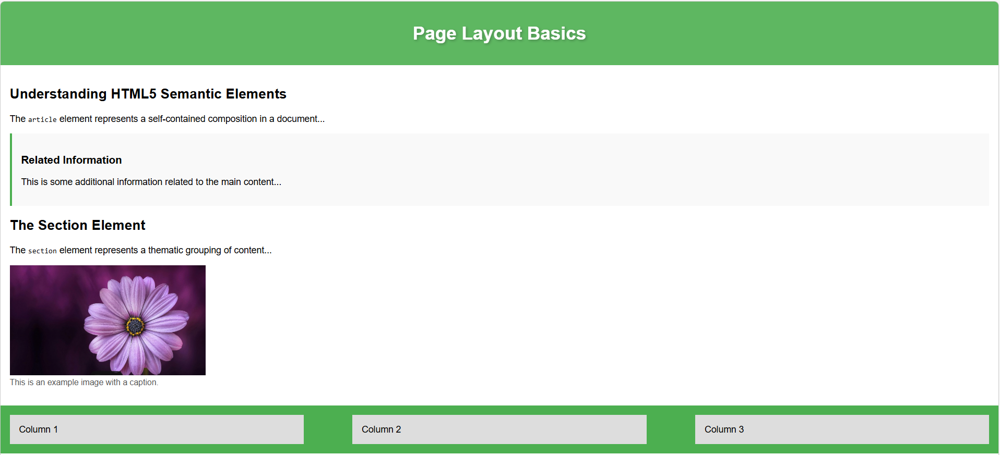 Page Layout Basics
Understanding HTML5 Semantic Elements
The article element represents a self-contained composition in a document...
Related Information
This is some additional information related to the main content...
The Section Element
The section element represents a thematic grouping of content...
This is an example image with a caption.
Column 1
Column 2
Column 3